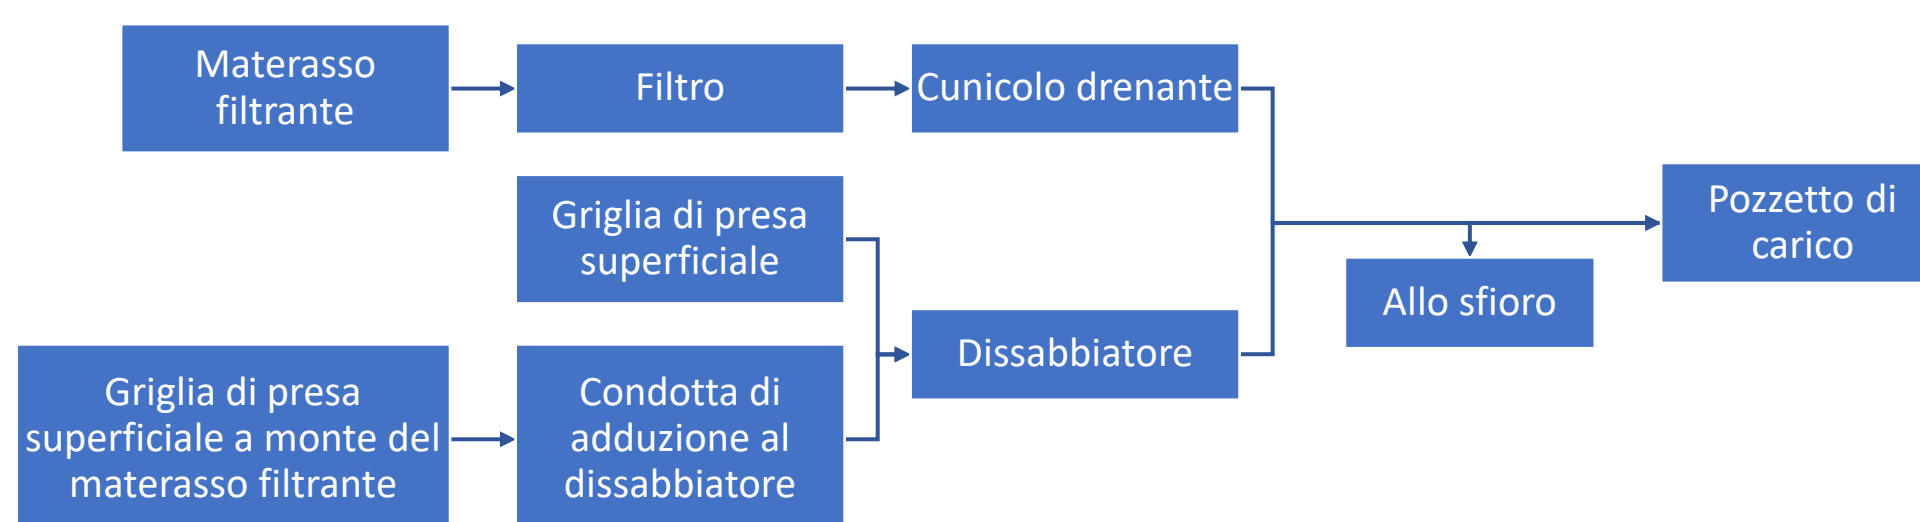 Materasso
filtrante
Filtro
Cunicolo drenante
Griglia di presa
superficiale
Pozzetto di
carico
Allo sfioro
Dissabbiatore
Griglia di presa
superficiale a monte del
materasso filtrante
Condotta di
adduzione al
dissabbiatore